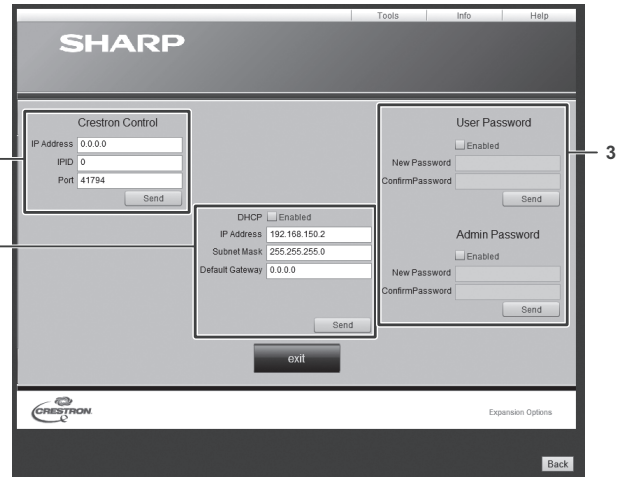 Tools Info Help
SHARP
Crestron Control
IP Address 0.0.0.0
IPID 0
Port 41794
Send
DHCP Enabled
IP Address 192.168.150.2
Subnet Mask 255.255.255.0
Default Gateway 0.0.0.0
Send
User Password
Enabled
New Password
ConfirmPassword
Send
Admin Password
Enabled
New Password
ConfirmPassword
Send
3
exit
CRESTRON
Expansion Options
Back